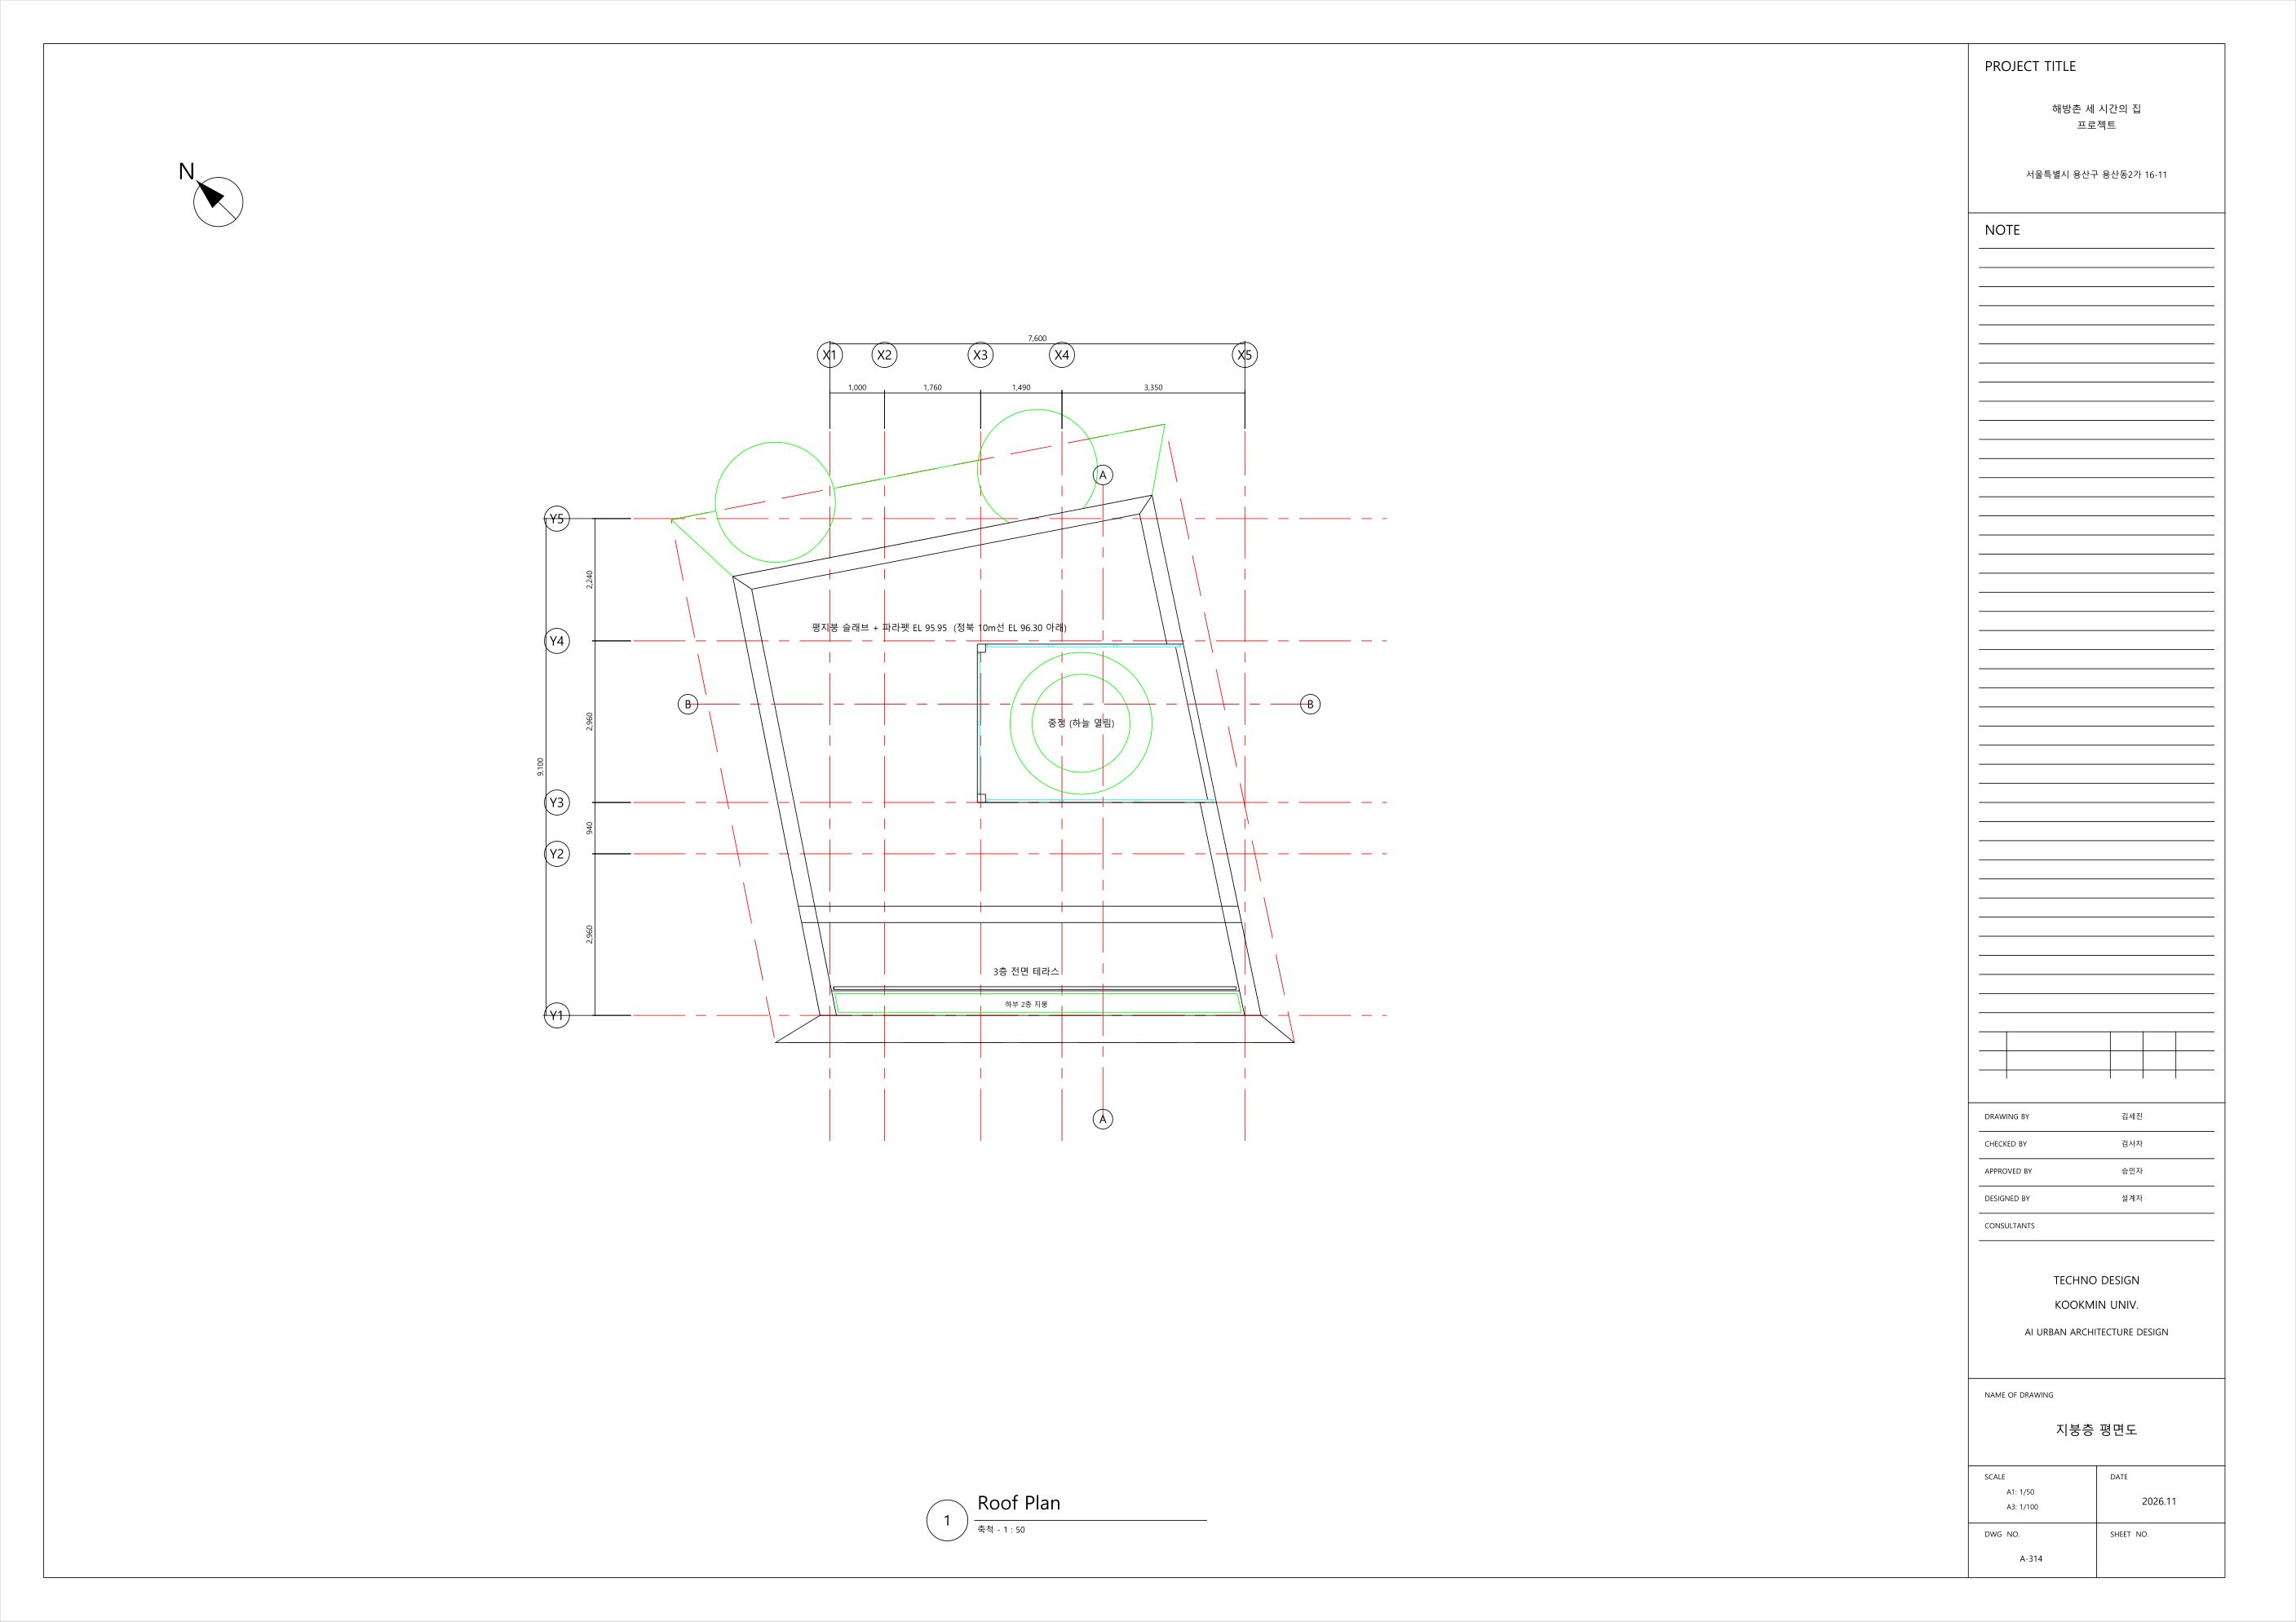 N
7,600
X1 X2 X3 X4 X5
1,000 1,760 1,490 3,350
A
Y5
2,240
평지붕 슬래브 + 파라펫 EL 95.95 (정북 10m선 EL 96.30 아래)
Y4
B B
2,960
중정 (하늘 열림)
9,100
Y3
940
Y2
2,960
3층 전면 테라스
하부 2층 지붕
Y1
A
1
Roof Plan
축척 - 1 : 50
PROJECT TITLE
해방촌 세 시간의 집
프로젝트
서울특별시 용산구 용산동2가 16-11
NOTE
DRAWING BY 김세진
CHECKED BY 검사자
APPROVED BY 승인자
DESIGNED BY 설계자
CONSULTANTS
TECHNO DESIGN
KOOKMIN UNIV.
AI URBAN ARCHITECTURE DESIGN
NAME OF DRAWING
지붕층 평면도
SCALE
A1: 1/50
A3: 1/100
DATE
2026.11
DWG NO.
A-314
SHEET NO.